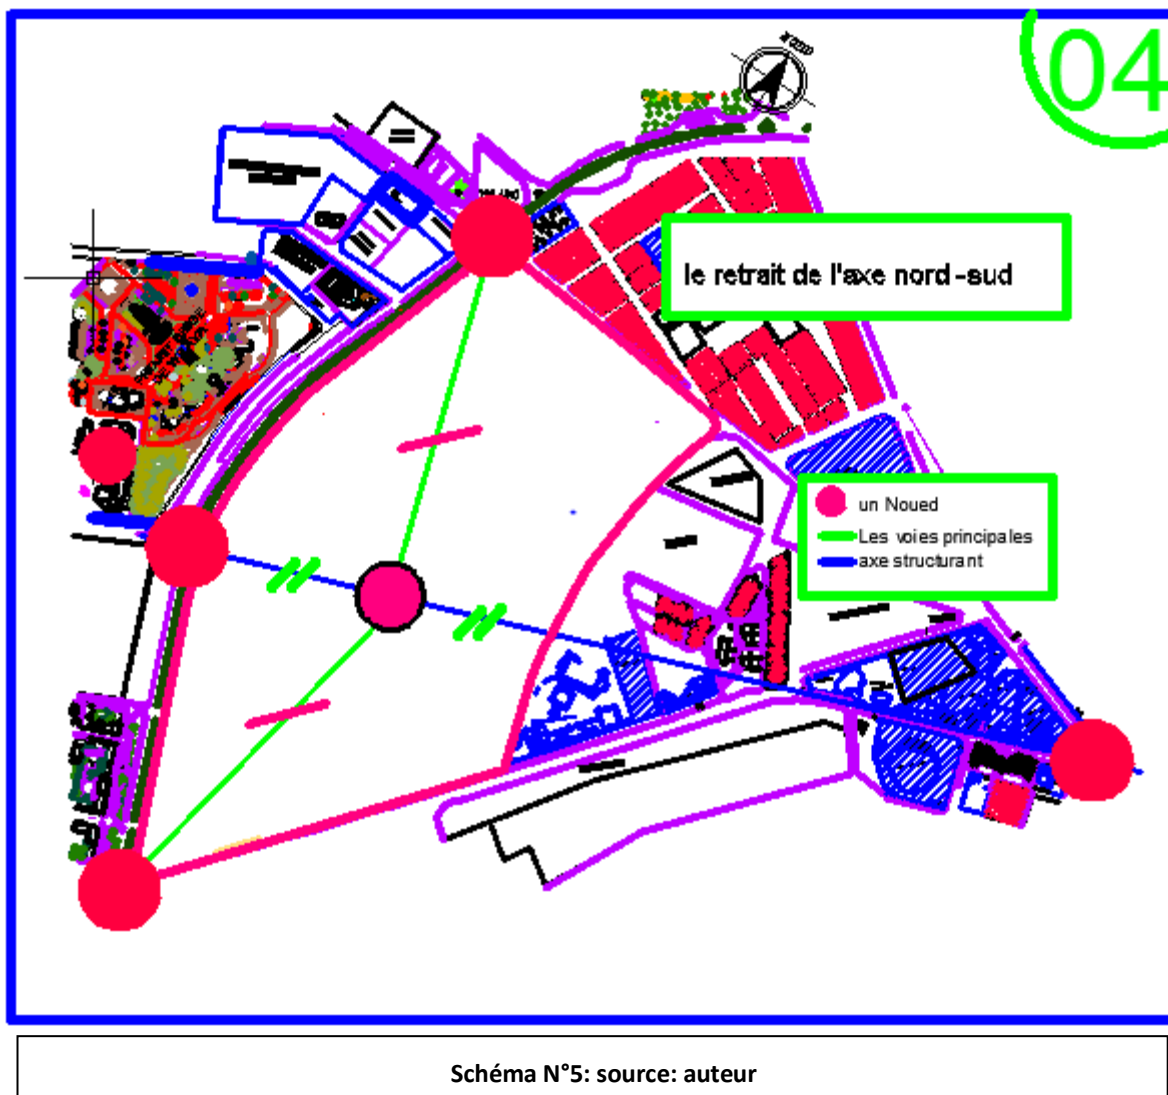 04
le retrait de l'axe nord-sud
un Noued
Les voies principales
axe structurant
Schéma N°5: source: auteur